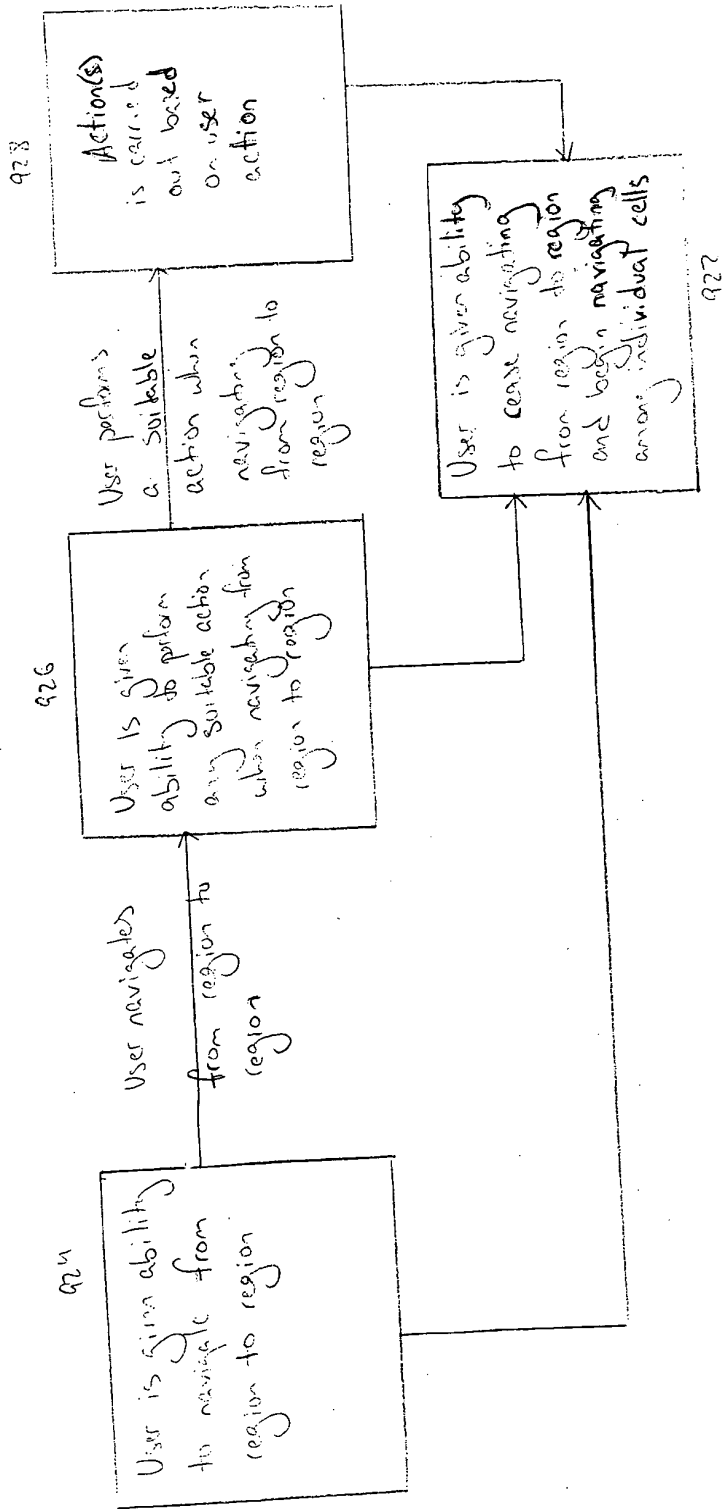 924
User is given ability
to navigate from
region to region
User navigates
from region to
region
926
User is given
ability to perform
any suitable action
when navigating from
region to region
User performs
a suitable
action when
navigating
from region to
region
928
Action(s)
is carried
out based
on user
action
User is given ability
to cease navigating
from region to region
and begin navigating
among individual cells
922